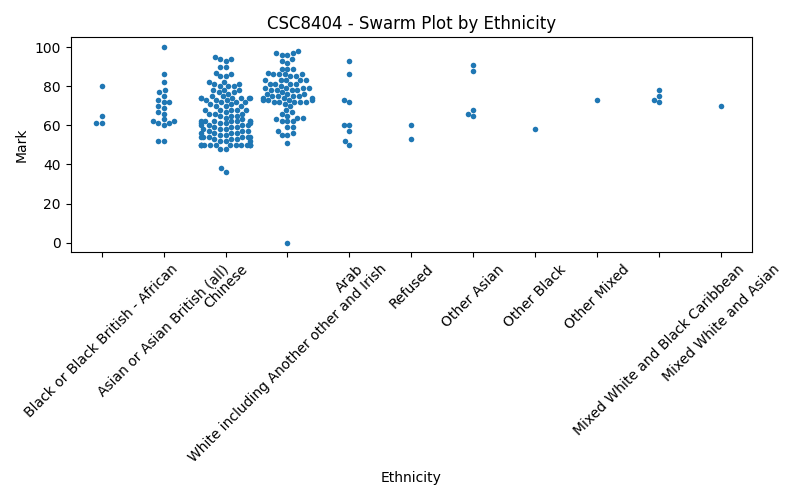 CSC8404 - Swarm Plot by Ethnicity
Mark
100
80
60
40
20
0
Black or Black British - African
Asian or Asian British (all)
Chinese
White including Another other and Irish
Arab
Refused
Other Asian
Other Black
Other Mixed
Mixed White and Black Caribbean
Mixed White and Asian
Ethnicity